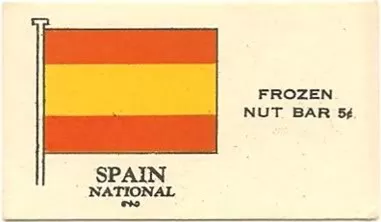 SPAIN
NATIONAL
FROZEN
NUT BAR 5¢